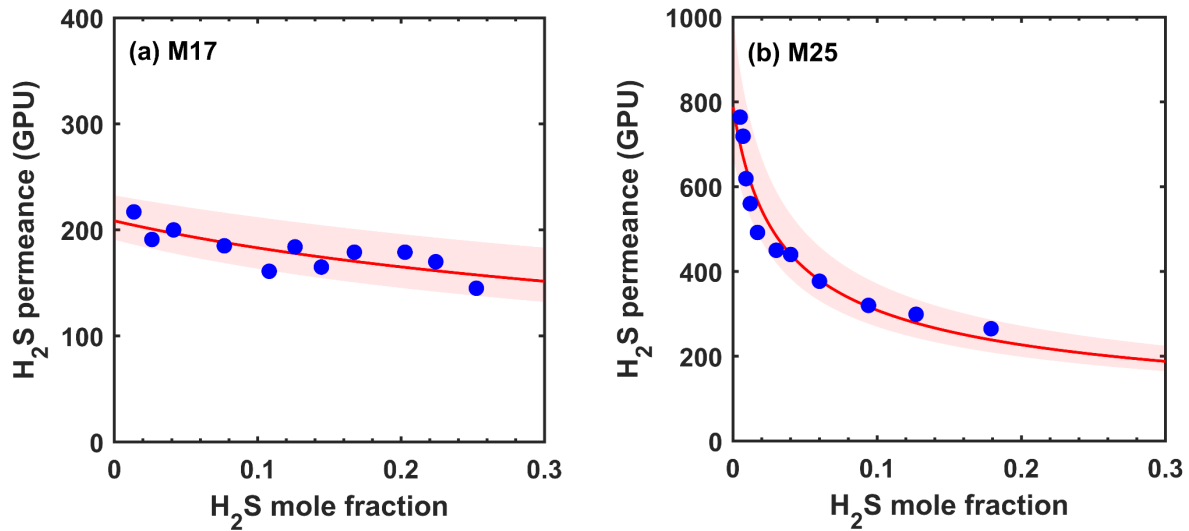 (a) M17
H₂S permeance (GPU)
400
300
200
100
0
0 0.1 0.2 0.3
H₂S mole fraction
(b) M25
H₂S permeance (GPU)
1000
800
600
400
200
0
0 0.1 0.2 0.3
H₂S mole fraction